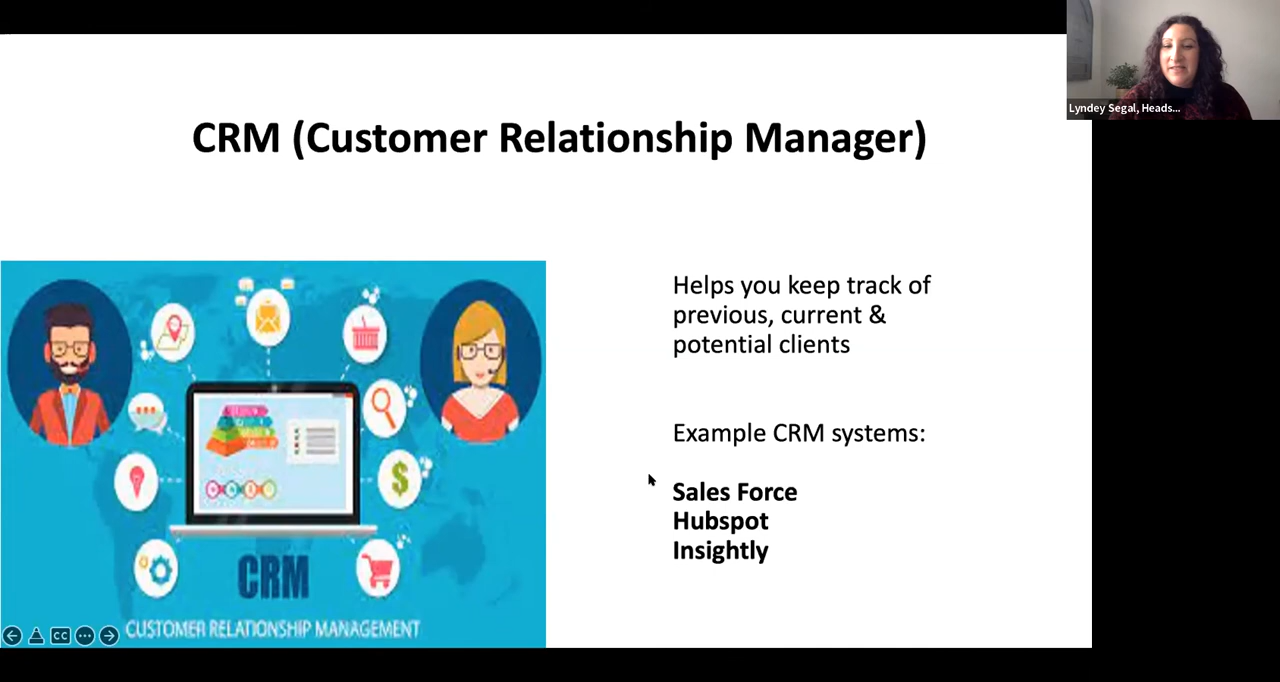 Lyndey Segal, Heads...
CRM (Customer Relationship Manager)
Helps you keep track of
previous, current &
potential clients
Example CRM systems:
Sales Force
Hubspot
Insightly
$
CRM
CUSTOMER RELATIONSHIP MANAGEMENT
CC